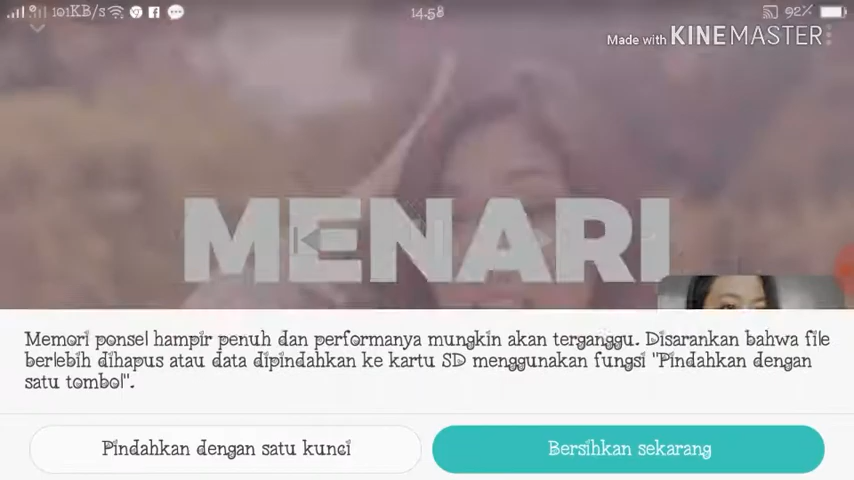 101KB/s
14.58
92%
Made with KINEMASTER
MENARI
Memori ponsel hampir penuh dan performanya mungkin akan terganggu. Disarankan bahwa file
berlebih dihapus atau data dipindahkan ke kartu SD menggunakan fungsi "Pindahkan dengan
satu tombol".
Pindahkan dengan satu kunci
Bersihkan sekarang